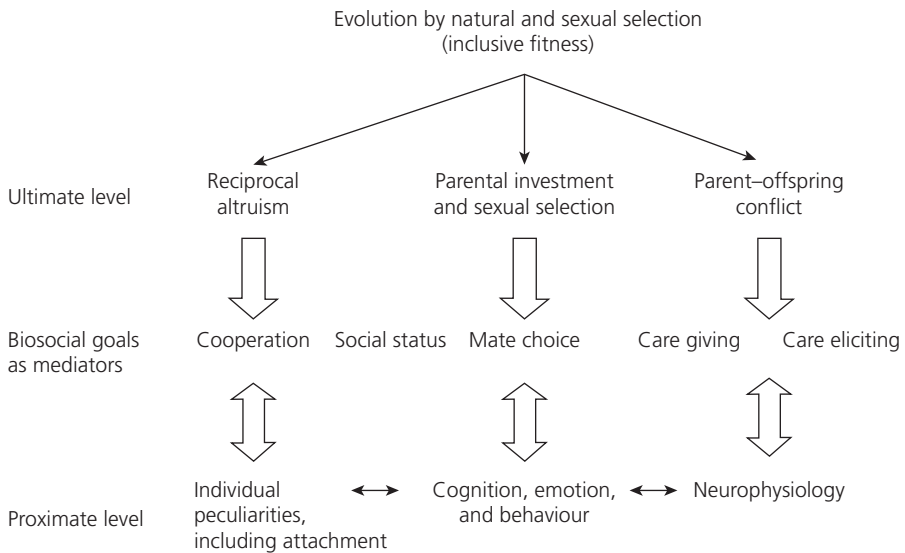 Evolution by natural and sexual selection
(inclusive fitness)
Ultimate level
Reciprocal
altruism
Parental investment
and sexual selection
Parent–offspring
conflict
Biosocial goals
as mediators
Cooperation
Social status
Mate choice
Care giving
Care eliciting
Proximate level
Individual
peculiarities,
including attachment
Cognition, emotion,
and behaviour
Neurophysiology